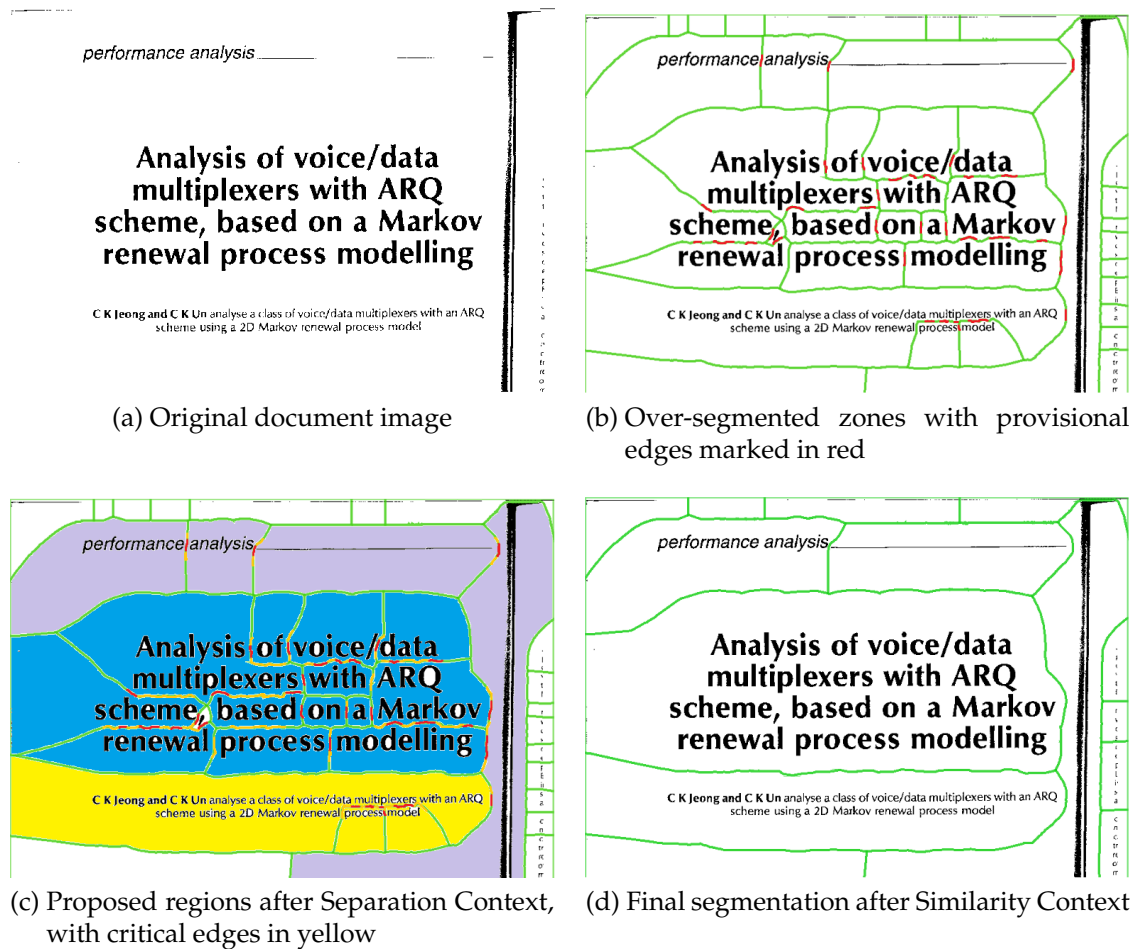 performance analysis
Analysis of voice/data
multiplexers with ARQ
scheme, based on a Markov
renewal process modelling
C K Jeong and C K Un analyse a class of voice/data multiplexers with an ARQ
scheme using a 2D Markov renewal process model
(a) Original document image
performance analysis
Analysis of voice/data
multiplexers with ARQ
scheme, based on a Markov
renewal process modelling
C K Jeong and C K Un analyse a class of voice/data multiplexers with an ARQ
scheme using a 2D Markov renewal process model
(b) Over-segmented zones with provisional
edges marked in red
performance analysis
Analysis of voice/data
multiplexers with ARQ
scheme, based on a Markov
renewal process modelling
C K Jeong and C K Un analyse a class of voice/data multiplexers with an ARQ
scheme using a 2D Markov renewal process model
(c) Proposed regions after Separation Context,
with critical edges in yellow
performance analysis
Analysis of voice/data
multiplexers with ARQ
scheme, based on a Markov
renewal process modelling
C K Jeong and C K Un analyse a class of voice/data multiplexers with an ARQ
scheme using a 2D Markov renewal process model
(d) Final segmentation after Similarity Context